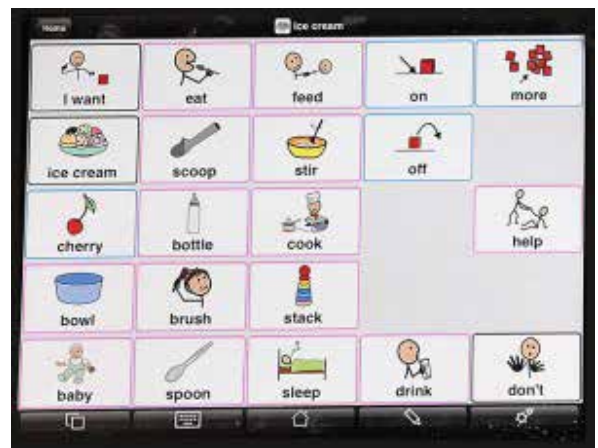 Home ice cream
I want eat feed on more
ice cream scoop stir off
cherry bottle cook help
bowl brush stack
baby spoon sleep drink don't